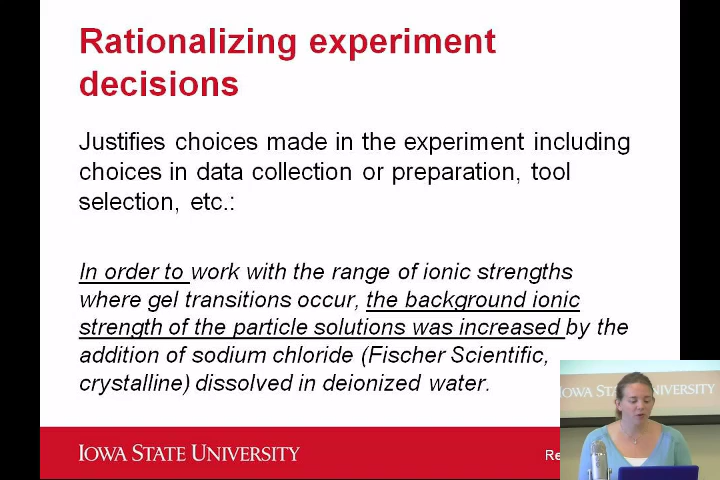 Rationalizing experiment
decisions
Justifies choices made in the experiment including
choices in data collection or preparation, tool
selection, etc.:
In order to work with the range of ionic strengths
where gel transitions occur, the background ionic
strength of the particle solutions was increased by the
addition of sodium chloride (Fischer Scientific,
crystalline) dissolved in deionized water.
IOWA STATE UNIVERSITY
IOWA STATE UNIVERSITY